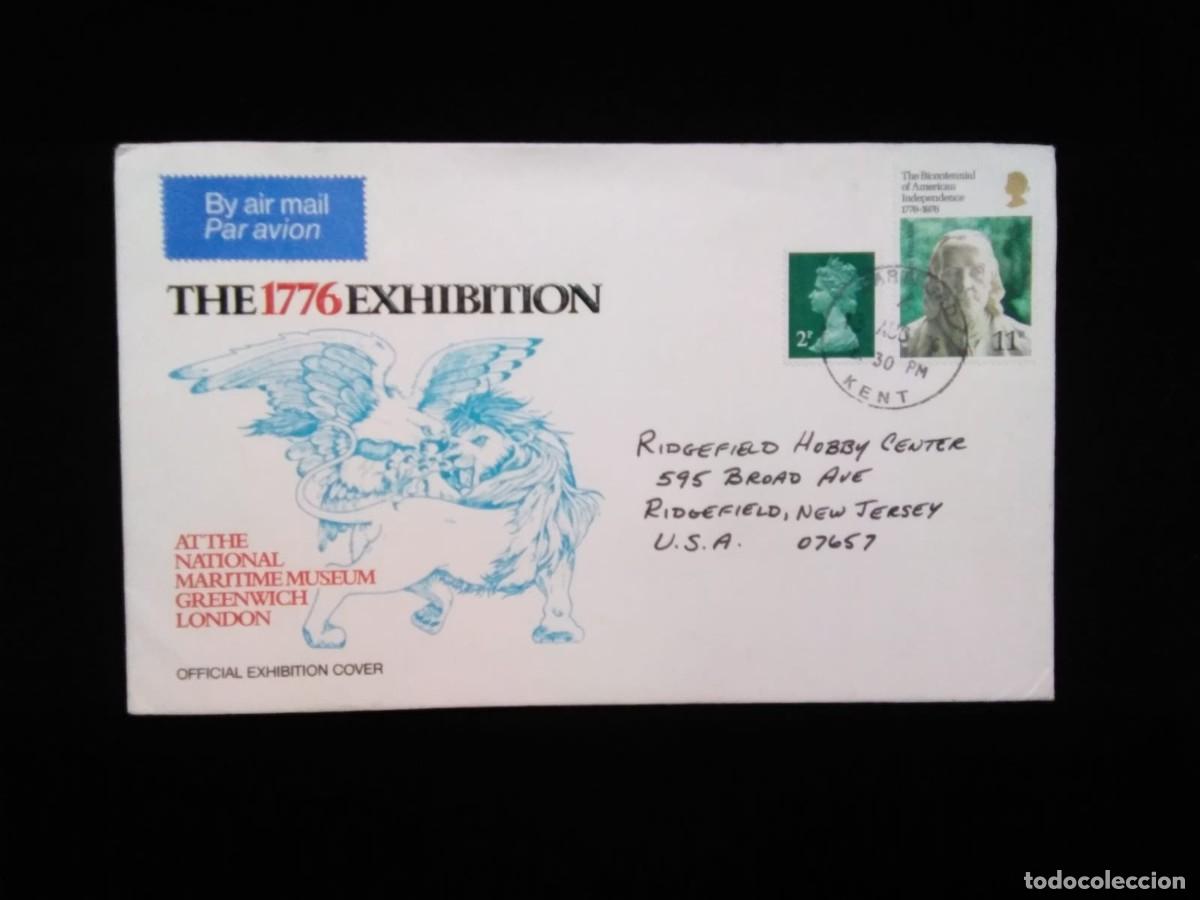 By air mail
Par avion
THE 1776 EXHIBITION
AT THE
NATIONAL
MARITIME MUSEUM
GREENWICH
LONDON
OFFICIAL EXHIBITION COVER
The Bicentennial
of American
Independence
1776-1976
2P
11P
AUG
30 PM
KENT
RIDGEFIELD HOBBY CENTER
595 BROAD AVE
RIDGEFIELD, NEW JERSEY
U.S.A. 07657
todocoleccion